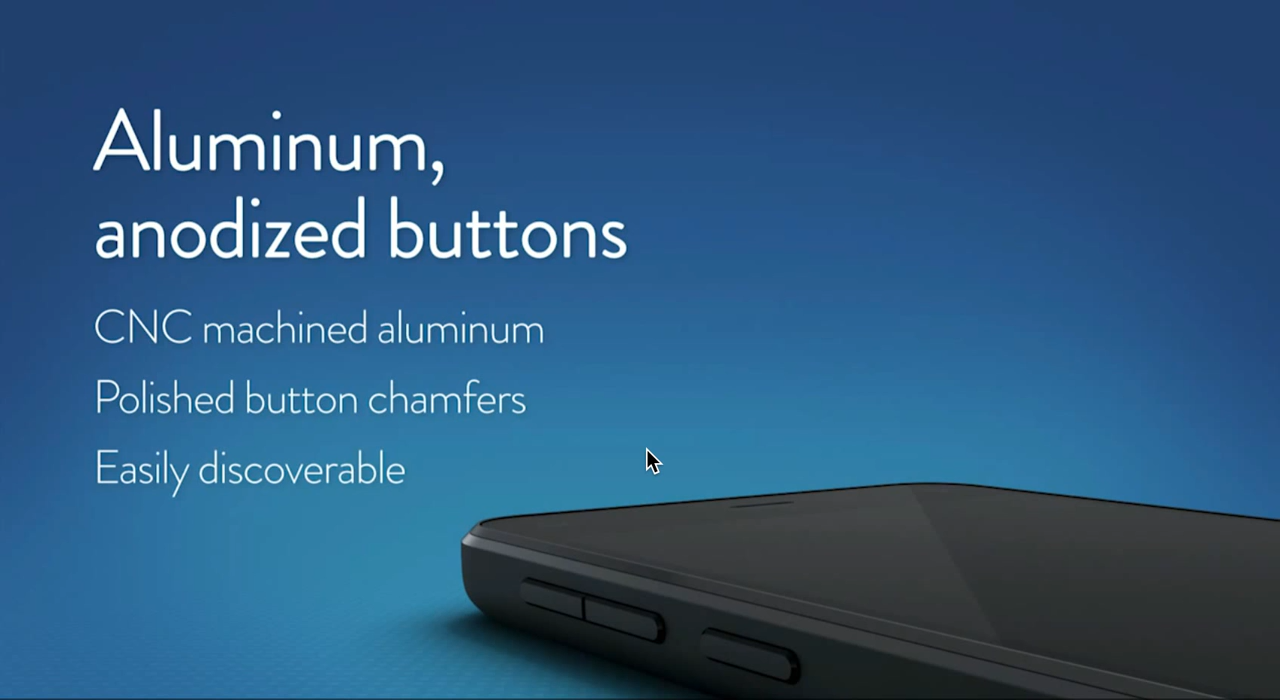 Aluminum,
anodized buttons
CNC machined aluminum
Polished button chamfers
Easily discoverable